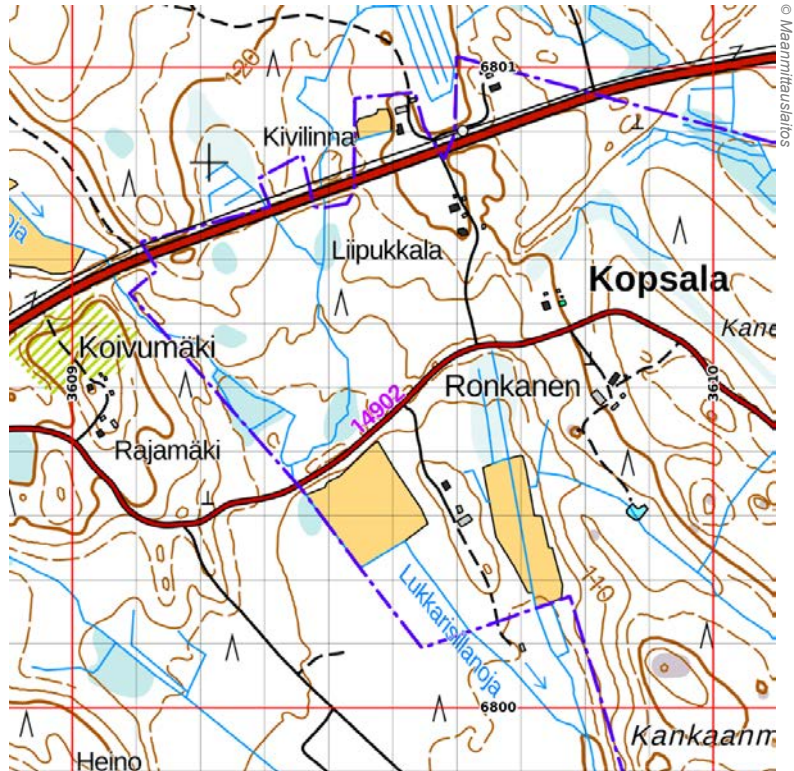 © Maanmittauslaitos
6801
120
Kivilinna
oja
Liipukkala
Kopsala
Kane
Koivumäki
3609
3610
Ronkanen
14902
Rajamäki
110
Lukkarisillanoja
6800
Kankaanm
Heino